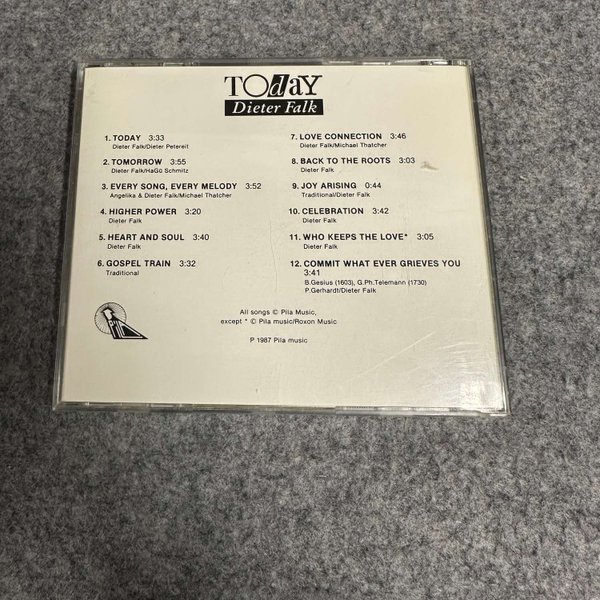 TOdaY
Dieter Falk
1. TODAY 3:33
Dieter Falk/Dieter Petereit
2. TOMORROW 3:55
Dieter Falk/HaGü Schmitz
3. EVERY SONG, EVERY MELODY 3:52
Angelika & Dieter Falk/Michael Thatcher
4. HIGHER POWER 3:20
Dieter Falk
5. HEART AND SOUL 3:40
Dieter Falk
6. GOSPEL TRAIN 3:32
Traditional
7. LOVE CONNECTION 3:46
Dieter Falk/Michael Thatcher
8. BACK TO THE ROOTS 3:03
Dieter Falk
9. JOY ARISING 0:44
Traditional/Dieter Falk
10. CELEBRATION 3:42
Dieter Falk
11. WHO KEEPS THE LOVE* 3:05
Dieter Falk
12. COMMIT WHAT EVER GRIEVES YOU
3:41
B.Gesius (1603), G.Ph.Telemann (1730)
P.Gerhardt/Dieter Falk
Pila
All songs © Pila Music,
except * © Pila music/Roxon Music
P 1987 Pila music